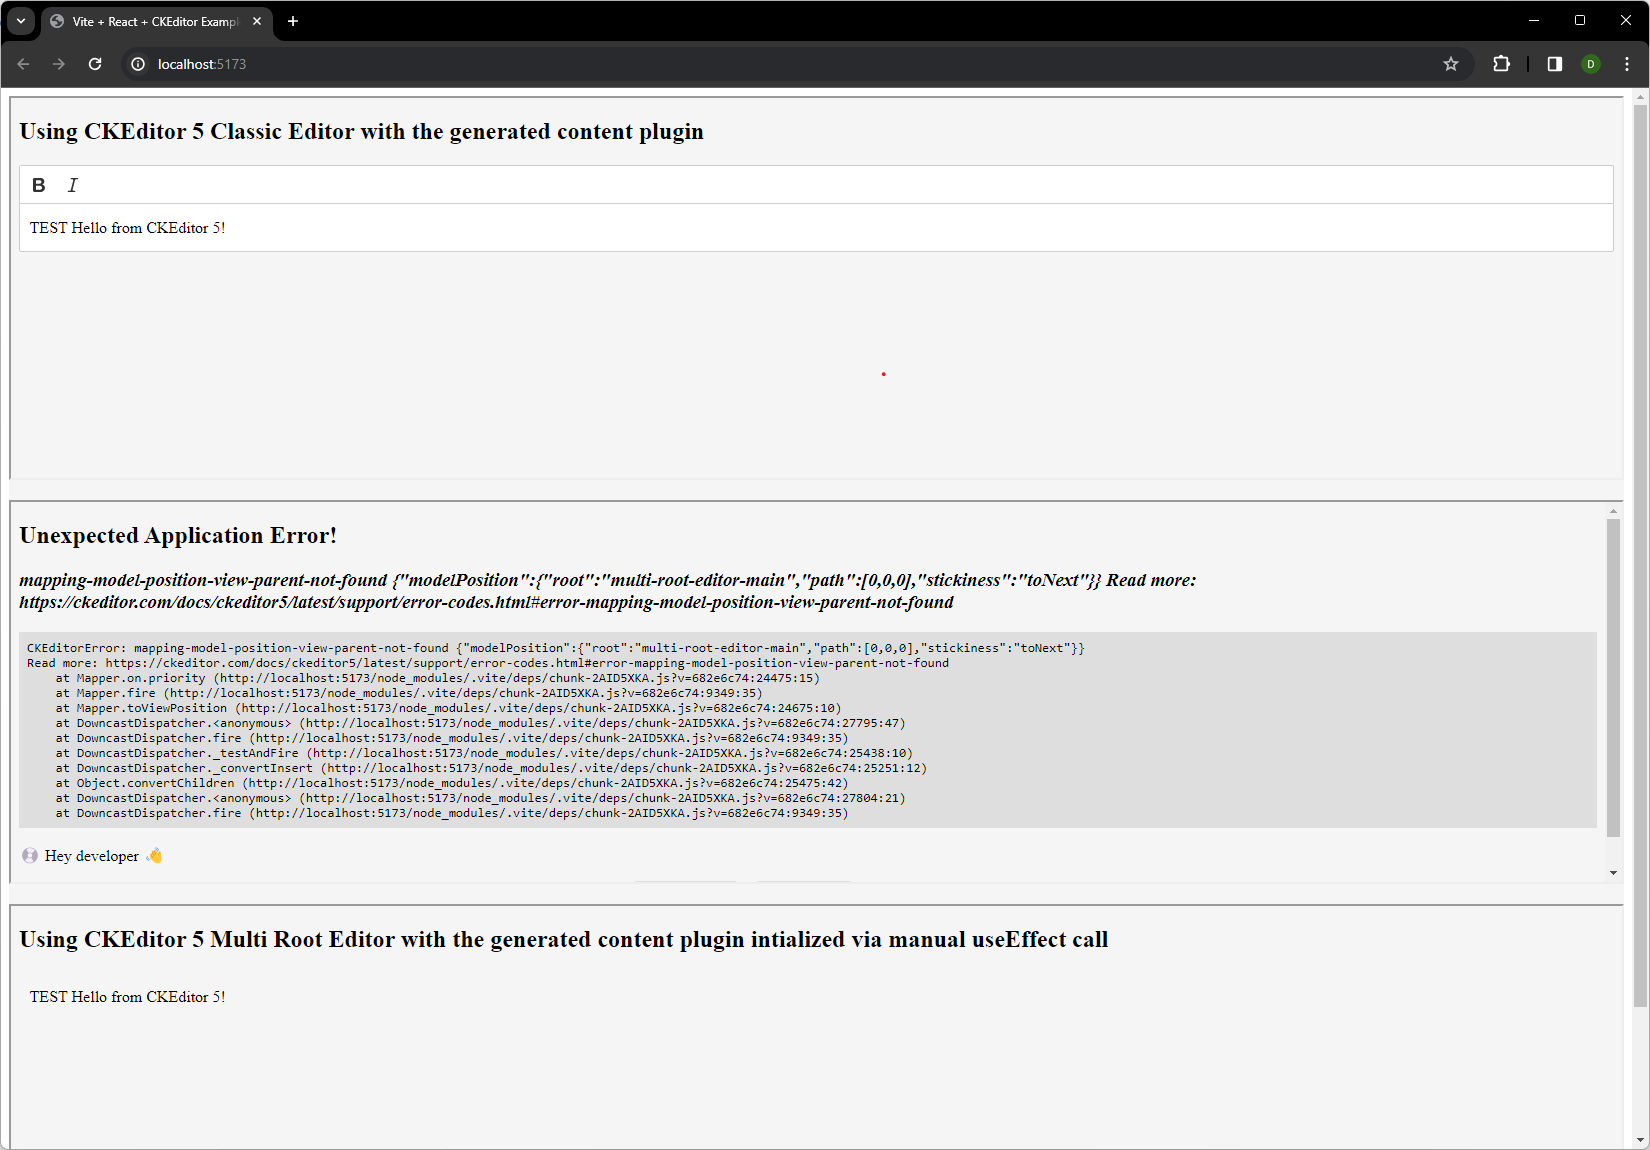 Vite + React + CKEditor Exampl
localhost:5173
D
Using CKEditor 5 Classic Editor with the generated content plugin
B I
TEST Hello from CKEditor 5!
Unexpected Application Error!
mapping-model-position-view-parent-not-found {"modelPosition":{"root":"multi-root-editor-main","path":[0,0,0],"stickiness":"toNext"}} Read more:
https://ckeditor.com/docs/ckeditor5/latest/support/error-codes.html#error-mapping-model-position-view-parent-not-found
CKEditorError: mapping-model-position-view-parent-not-found {"modelPosition":{"root":"multi-root-editor-main","path":[0,0,0],"stickiness":"toNext"}}
Read more: https://ckeditor.com/docs/ckeditor5/latest/support/error-codes.html#error-mapping-model-position-view-parent-not-found
at Mapper.on.priority (http://localhost:5173/node_modules/.vite/deps/chunk-2AID5XKA.js?v=682e6c74:24475:15)
at Mapper.fire (http://localhost:5173/node_modules/.vite/deps/chunk-2AID5XKA.js?v=682e6c74:9349:35)
at Mapper.toViewPosition (http://localhost:5173/node_modules/.vite/deps/chunk-2AID5XKA.js?v=682e6c74:24675:10)
at DowncastDispatcher.<anonymous> (http://localhost:5173/node_modules/.vite/deps/chunk-2AID5XKA.js?v=682e6c74:27795:47)
at DowncastDispatcher.fire (http://localhost:5173/node_modules/.vite/deps/chunk-2AID5XKA.js?v=682e6c74:9349:35)
at DowncastDispatcher._testAndFire (http://localhost:5173/node_modules/.vite/deps/chunk-2AID5XKA.js?v=682e6c74:25438:10)
at DowncastDispatcher._convertInsert (http://localhost:5173/node_modules/.vite/deps/chunk-2AID5XKA.js?v=682e6c74:25251:12)
at Object.convertChildren (http://localhost:5173/node_modules/.vite/deps/chunk-2AID5XKA.js?v=682e6c74:25475:42)
at DowncastDispatcher.<anonymous> (http://localhost:5173/node_modules/.vite/deps/chunk-2AID5XKA.js?v=682e6c74:27804:21)
at DowncastDispatcher.fire (http://localhost:5173/node_modules/.vite/deps/chunk-2AID5XKA.js?v=682e6c74:9349:35)
💿 Hey developer 👋
Using CKEditor 5 Multi Root Editor with the generated content plugin intialized via manual useEffect call
TEST Hello from CKEditor 5!